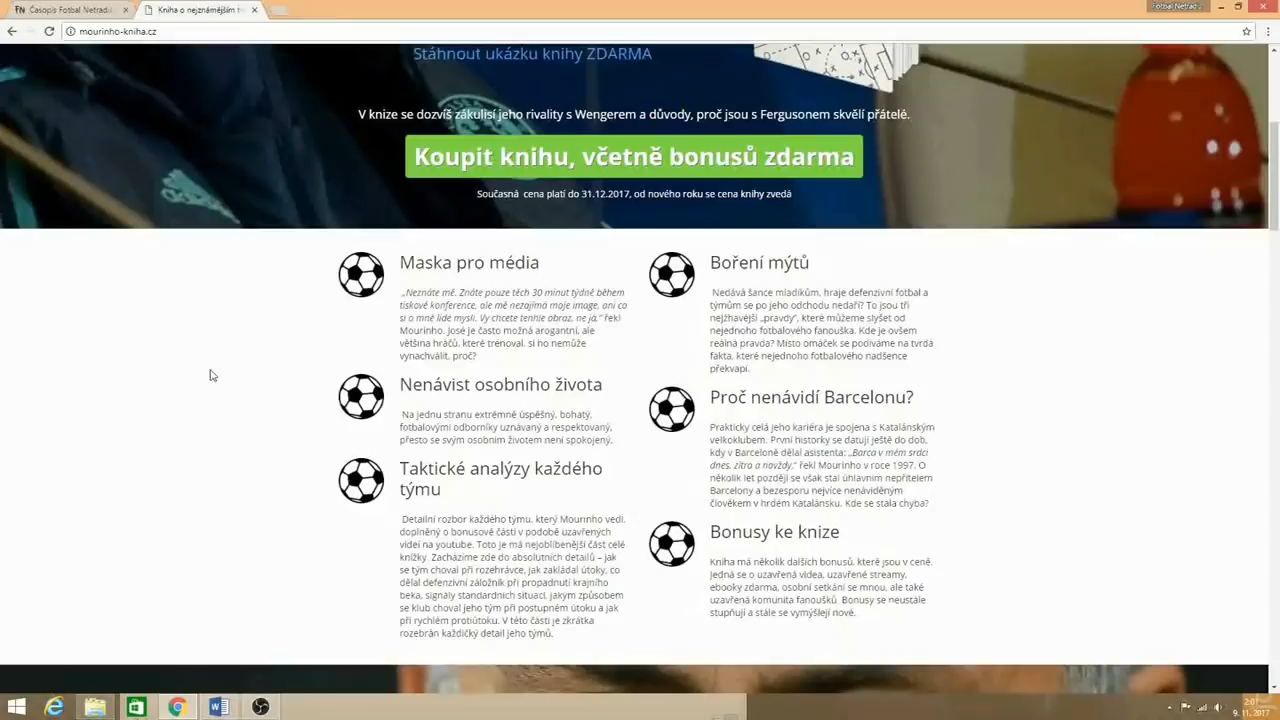 Časopis Fotbal Netradi
Kniha o nejznámějším tr
Fotbal Netrad
mourinho-kniha.cz
Stáhnout ukázku knihy ZDARMA
V knize se dozvíš zákulisí jeho rivality s Wengerem a důvody, proč jsou s Fergusonem skvělí přátelé.
Koupit knihu, včetně bonusů zdarma
Současná cena platí do 31.12.2017, od nového roku se cena knihy zvedá
Maska pro média
„Neznáte mě. Znáte pouze těch 30 minut týdně během
tiskové konference, ale mě nezajímá moje image, ani co
si o mně lidé myslí. Vy chcete tenhle obraz, ne já,“ řekl
Mourinho. José je často možná arogantní, ale
většina hráčů, které trénoval, si ho nemůže
vynachválit, proč?
Nenávist osobního života
Na jednu stranu extrémně úspěšný, bohatý,
fotbalovými odborníky uznávaný a respektovaný,
přesto se svým osobním životem není spokojený.
Taktické analýzy každého
týmu
Detailní rozbor každého týmu, který Mourinho vedl,
doplněný o bonusové části v podobě uzavřených
videí na youtube. Toto je má nejoblíbenější část celé
knížky. Zacházíme zde do absolutních detailů – jak
se tým choval při rozehrávce, jak zakládal útoky, co
dělal defenzivní záložník při propadnutí krajního
beka, signály standardních situací, jakým způsobem
se klub choval jeho tým při postupném útoku a jak
při rychlém protiútoku. V této části je zkrátka
rozebrán každičký detail jeho týmů.
Boření mýtů
Nedává šance mladíkům, hraje defenzivní fotbal a
týmům se po jeho odchodu nedaří? To jsou tři
nejžhavější „pravdy“, které můžeme slyšet od
nejednoho fotbalového fanouška. Kde je ovšem
reálná pravda? Místo omáček se podíváme na tvrdá
fakta, které nejednoho fotbalového nadšence
překvapí.
Proč nenávidí Barcelonu?
Prakticky celá jeho kariéra je spojena s Katalánským
velkoklubem. První historky se datují ještě do dob,
kdy v Barceloně dělal asistenta: „Barca v mém srdci
dnes, zítra a navždy,“ řekl Mourinho v roce 1997. O
několik let později se však stal úhlavním nepřítelem
Barcelony a bezesporu nejvíce nenáviděným
člověkem v hrdém Katalánsku. Kde se stala chyba?
Bonusy ke knize
Kniha má několik dalších bonusů, které jsou v ceně.
Jedná se o uzavřená videa, uzavřené streamy,
ebooky zdarma, osobní setkání se mnou, ale také
uzavřená komunita fanoušků. Bonusy se neustále
stupňují a stále se vymýšlejí nové.
9. 11. 2017